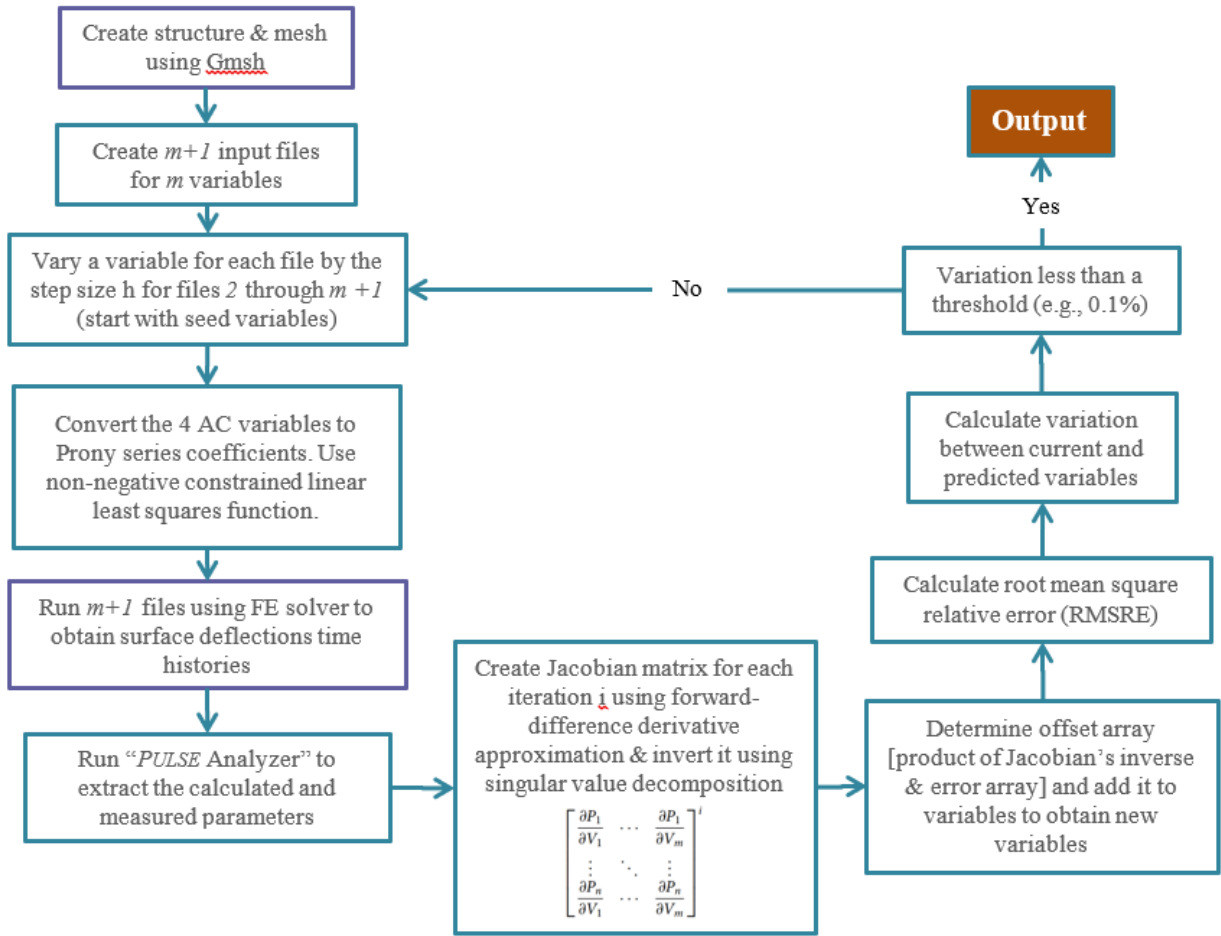 Create structure & mesh
using Gmsh
Create m+1 input files
for m variables
Vary a variable for each file by the
step size h for files 2 through m +1
(start with seed variables)
Convert the 4 AC variables to
Prony series coefficients. Use
non-negative constrained linear
least squares function.
Run m+1 files using FE solver to
obtain surface deflections time
histories
Run “PULSE Analyzer” to
extract the calculated and
measured parameters
Create Jacobian matrix for each
iteration i using forward-
difference derivative
approximation & invert it using
singular value decomposition
∂P₁/∂V₁ ⋯ ∂P₁/∂Vₘ i
⋮ ⋱ ⋮
∂Pₙ/∂V₁ ⋯ ∂Pₙ/∂Vₘ
Determine offset array
[product of Jacobian’s inverse
& error array] and add it to
variables to obtain new
variables
Calculate root mean square
relative error (RMSRE)
Calculate variation
between current and
predicted variables
Variation less than a
threshold (e.g., 0.1%)
No
Yes
Output